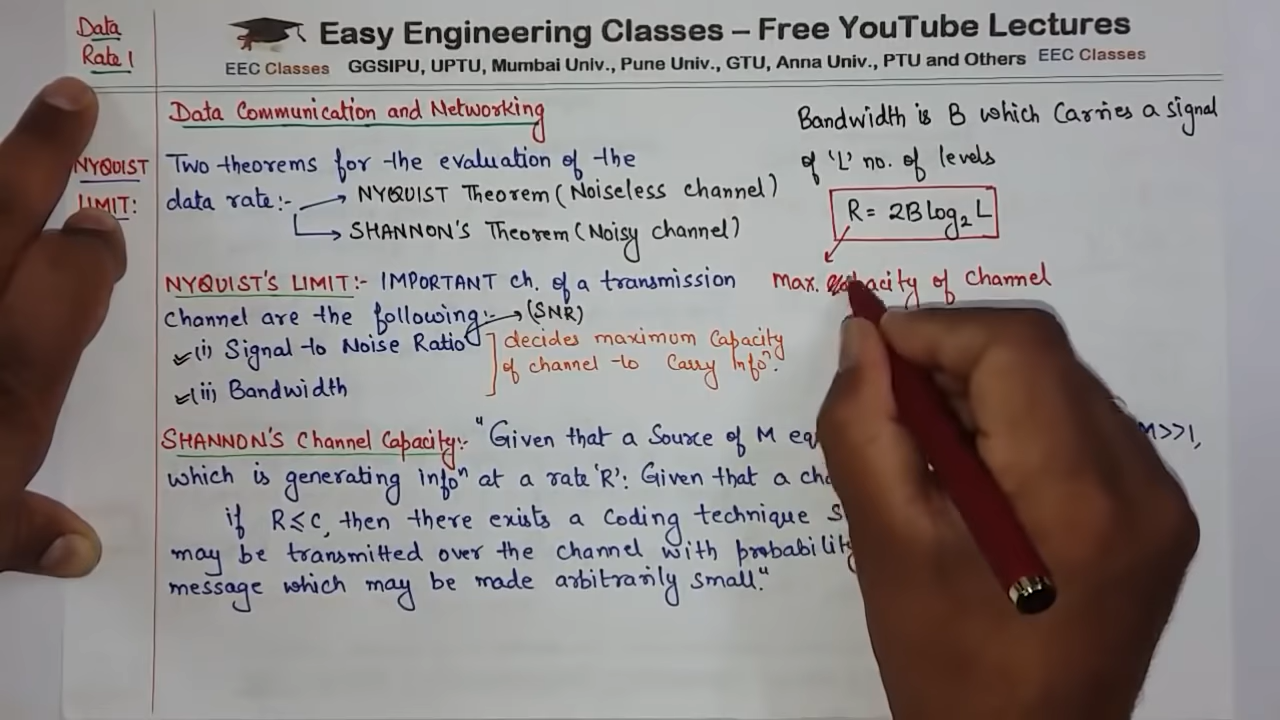 Data
Rate 1
Easy Engineering Classes – Free YouTube Lectures
EEC Classes GGSIPU, UPTU, Mumbai Univ., Pune Univ., GTU, Anna Univ., PTU and Others EEC Classes
Data Communication and Networking
NYQUIST
LIMIT:
Two theorems for the evaluation of the
data rate:- NYQUIST Theorem (Noiseless channel)
SHANNON'S Theorem (Noisy channel)
Bandwidth is B which carries a signal
of 'L' no. of levels
R = 2B log₂ L
max. capacity of channel
NYQUIST'S LIMIT:- IMPORTANT ch. of a transmission
channel are the following:- (SNR)
(i) Signal to Noise Ratio
(ii) Bandwidth
decides maximum capacity
of channel to carry infoⁿ.
SHANNON'S Channel Capacity:- "Given that a Source of M M>>1,
which is generating infoⁿ at a rate 'R': Given that a
if R≤C, then there exists a coding technique
may be transmitted over the channel with probability
message which may be made arbitrarily small"